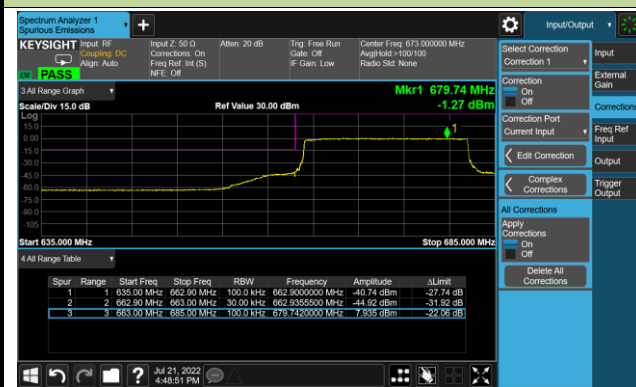 Spectrum Analyzer 1
Spurious Emissions
+
Input/Output
KEYSIGHT
Input: RF
Coupling: DC
Align: Auto
Input Z: 50 Ω
Corrections: On
Freq Ref: Int (S)
NFE: Off
Atten: 20 dB
Trig: Free Run
Gate: Off
IF Gain: Low
Center Freq: 673.000000 MHz
Avg|Hold:>100/100
Radio Std: None
PASS
3 All Range Graph
Scale/Div 15.0 dB
Ref Value 30.00 dBm
Mkr1 679.74 MHz
-1.27 dBm
Log
15.0
0.00
-15.0
-30.0
-45.0
-60.0
-75.0
-90.0
-105
1
Start 635.000 MHz
Stop 685.000 MHz
4 All Range Table
Spur Range Start Freq Stop Freq RBW Frequency Amplitude ΔLimit
1 1 635.00 MHz 662.90 MHz 100.0 kHz 662.9000000 MHz -40.74 dBm -27.74 dB
2 2 662.90 MHz 663.00 MHz 30.00 kHz 662.9355500 MHz -44.92 dBm -31.92 dB
3 3 663.00 MHz 685.00 MHz 100.0 kHz 679.7420000 MHz 7.935 dBm -22.06 dB
?
Jul 21, 2022
4:48:51 PM
Select Correction
Correction 1
Correction
On
Off
Correction Port
Current Input
Edit Correction
Complex
Corrections
All Corrections
Apply
Corrections
On
Off
Delete All
Corrections
Input
External
Gain
Corrections
Freq Ref
Input
Output
Trigger
Output